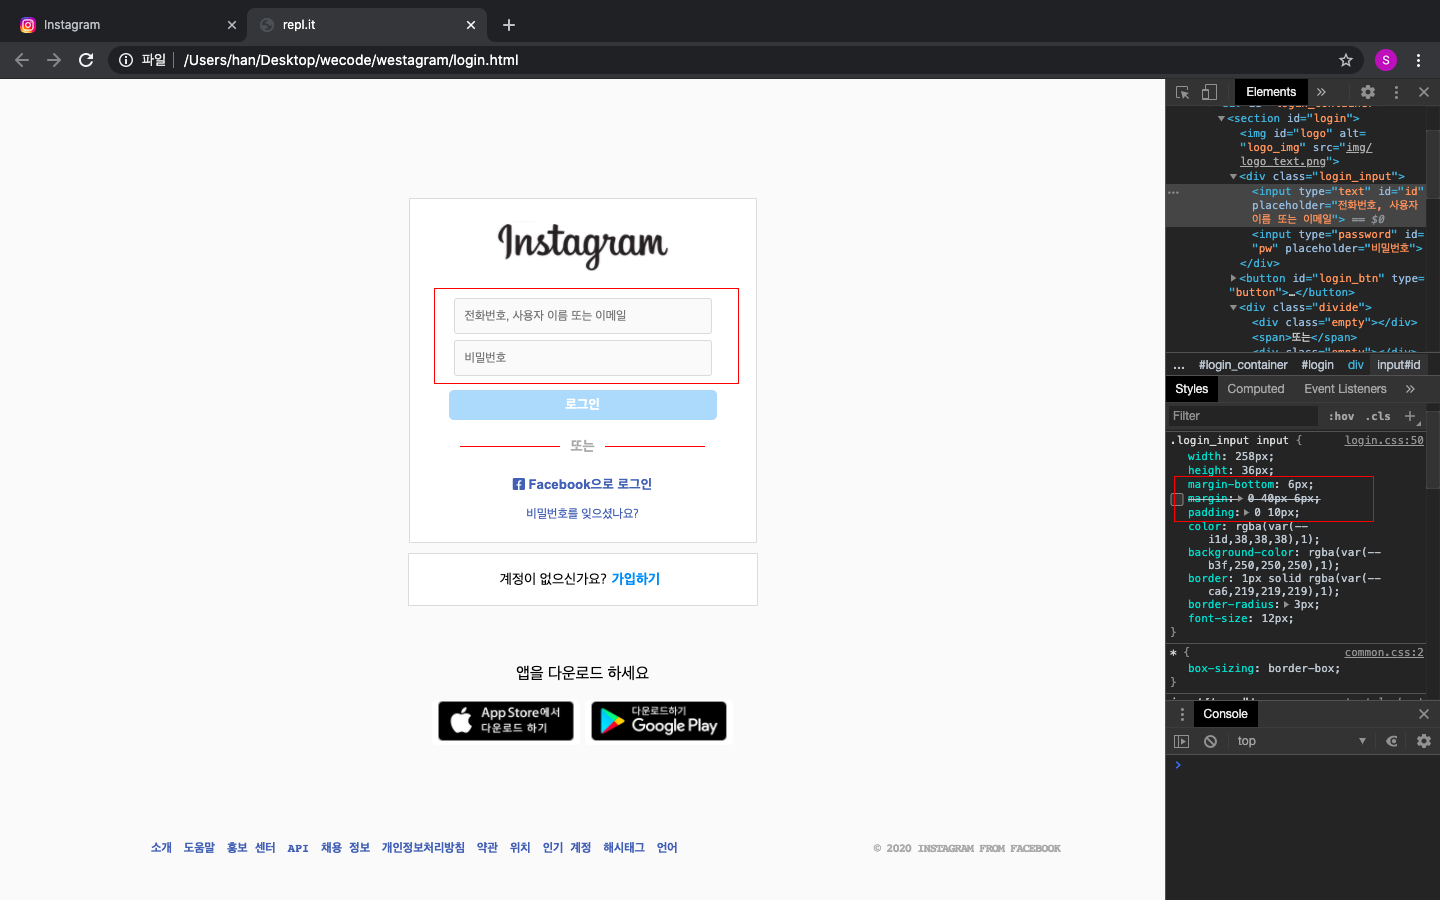 Instagram
repl.it
파일 /Users/han/Desktop/wecode/westagram/login.html
S
Instagram
전화번호, 사용자 이름 또는 이메일
비밀번호
로그인
또는
Facebook으로 로그인
비밀번호를 잊으셨나요?
계정이 없으신가요? 가입하기
앱을 다운로드 하세요
App Store에서
다운로드 하기
다운로드하기
Google Play
소개 도움말 홍보 센터 API 채용 정보 개인정보처리방침 약관 위치 인기 계정 해시태그 언어
© 2020 INSTAGRAM FROM FACEBOOK
Elements
<section id="login">
<img id="logo" alt=
"logo_img" src="img/
logo_text.png">
<div class="login_input">
<input type="text" id="id"
placeholder="전화번호, 사용자
이름 또는 이메일"> == $0
<input type="password" id=
"pw" placeholder="비밀번호">
</div>
<button id="login_btn" type=
"button">…</button>
<div class="divide">
<div class="empty"></div>
<span>또는</span>
<div class="empty"></div>
... #login_container #login div input#id
Styles Computed Event Listeners
Filter :hov .cls
.login_input input { login.css:50
width: 258px;
height: 36px;
margin-bottom: 6px;
margin: 0 40px 6px;
padding: 0 10px;
color: rgba(var(--
i1d,38,38,38),1);
background-color: rgba(var(--
b3f,250,250,250),1);
border: 1px solid rgba(var(--
ca6,219,219,219),1);
border-radius: 3px;
font-size: 12px;
}
* { common.css:2
box-sizing: border-box;
}
Console
top